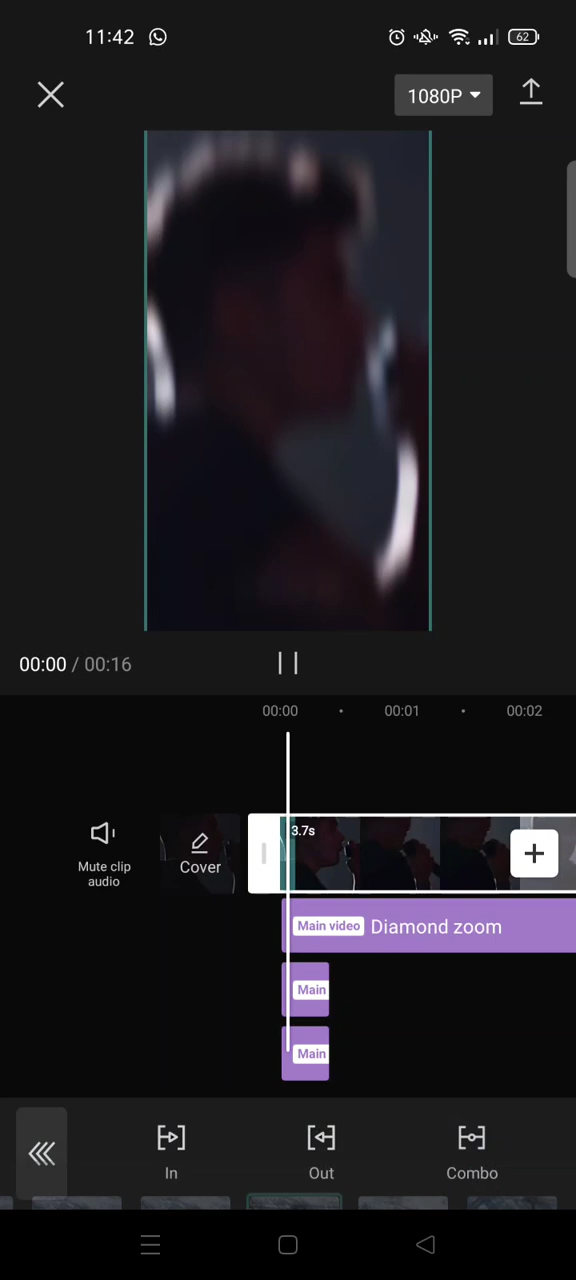 11:42
62
1080P
00:00 / 00:16
00:00
00:01
00:02
Mute clip
audio
Cover
3.7s
Main video Diamond zoom
Main
Main
In
Out
Combo